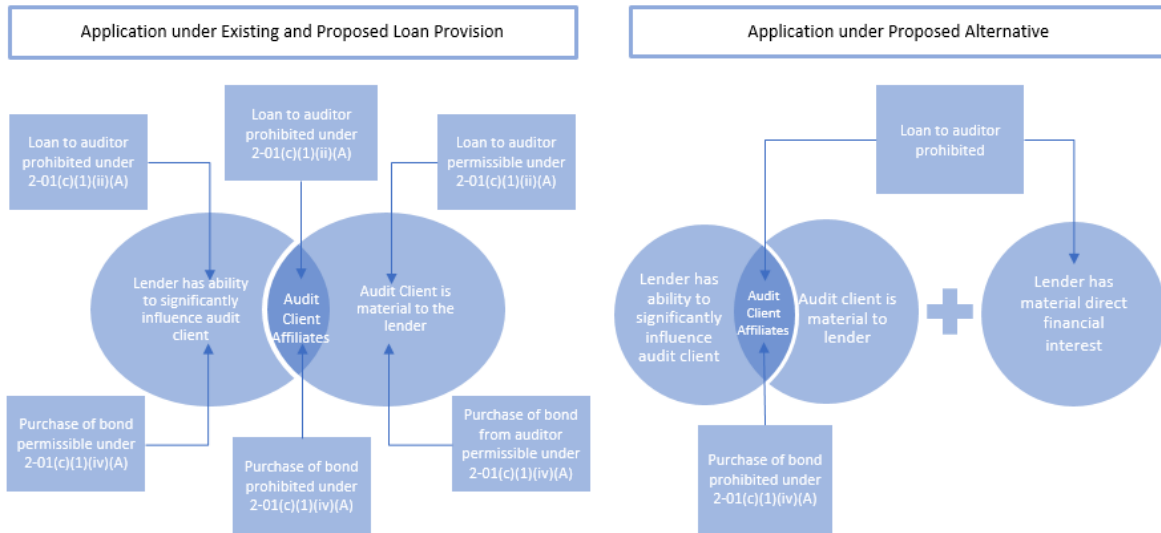 Application under Existing and Proposed Loan Provision
Loan to auditor
prohibited under
2-01(c)(1)(ii)(A)
Loan to auditor
prohibited under
2-01(c)(1)(ii)(A)
Loan to auditor
permissible under
2-01(c)(1)(ii)(A)
Lender has ability
to significantly
influence audit
client
Audit
Client
Affiliates
Audit Client is
material to the
lender
Purchase of bond
permissible under
2-01(c)(1)(iv)(A)
Purchase of bond
prohibited under
2-01(c)(1)(iv)(A)
Purchase of bond
from auditor
permissible under
2-01(c)(1)(iv)(A)
Application under Proposed Alternative
Loan to auditor
prohibited
Lender has
ability to
significantly
influence
audit client
Audit
Client
Affiliates
Audit client is
material to
lender
Lender has
material direct
financial
interest
Purchase of bond
prohibited under
2-01(c)(1)(iv)(A)